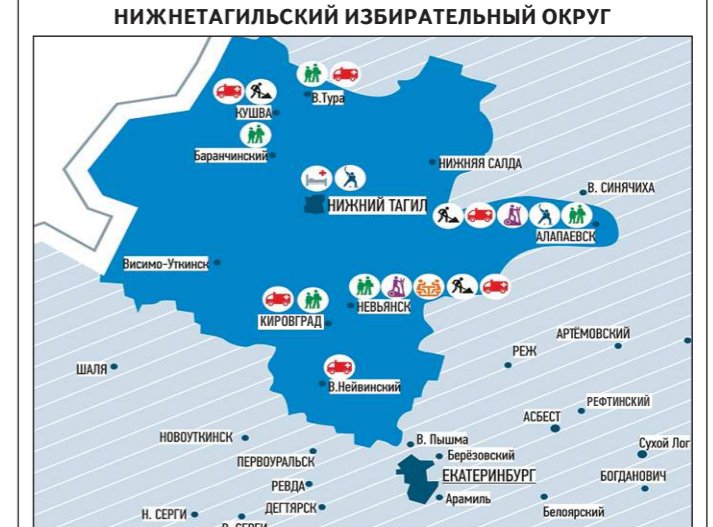 НИЖНЕТАГИЛЬСКИЙ ИЗБИРАТЕЛЬНЫЙ ОКРУГ
В.Тура
КУШВА
Баранчинский
НИЖНЯЯ САЛДА
В. СИНЯЧИХА
НИЖНИЙ ТАГИЛ
АЛАПАЕВСК
Висимо-Уткинск
НЕВЬЯНСК
КИРОВГРАД
АРТЁМОВСКИЙ
РЕЖ
ШАЛЯ
В.Нейвинский
РЕФТИНСКИЙ
АСБЕСТ
НОВОУТКИНСК
В. Пышма
Сухой Лог
ПЕРВОУРАЛЬСК
Берёзовский
ЕКАТЕРИНБУРГ
БОГДАНОВИЧ
РЕВДА
Арамиль
ДЕГТЯРСК
Н. СЕРГИ
Белоярский
В. СЕРГИ